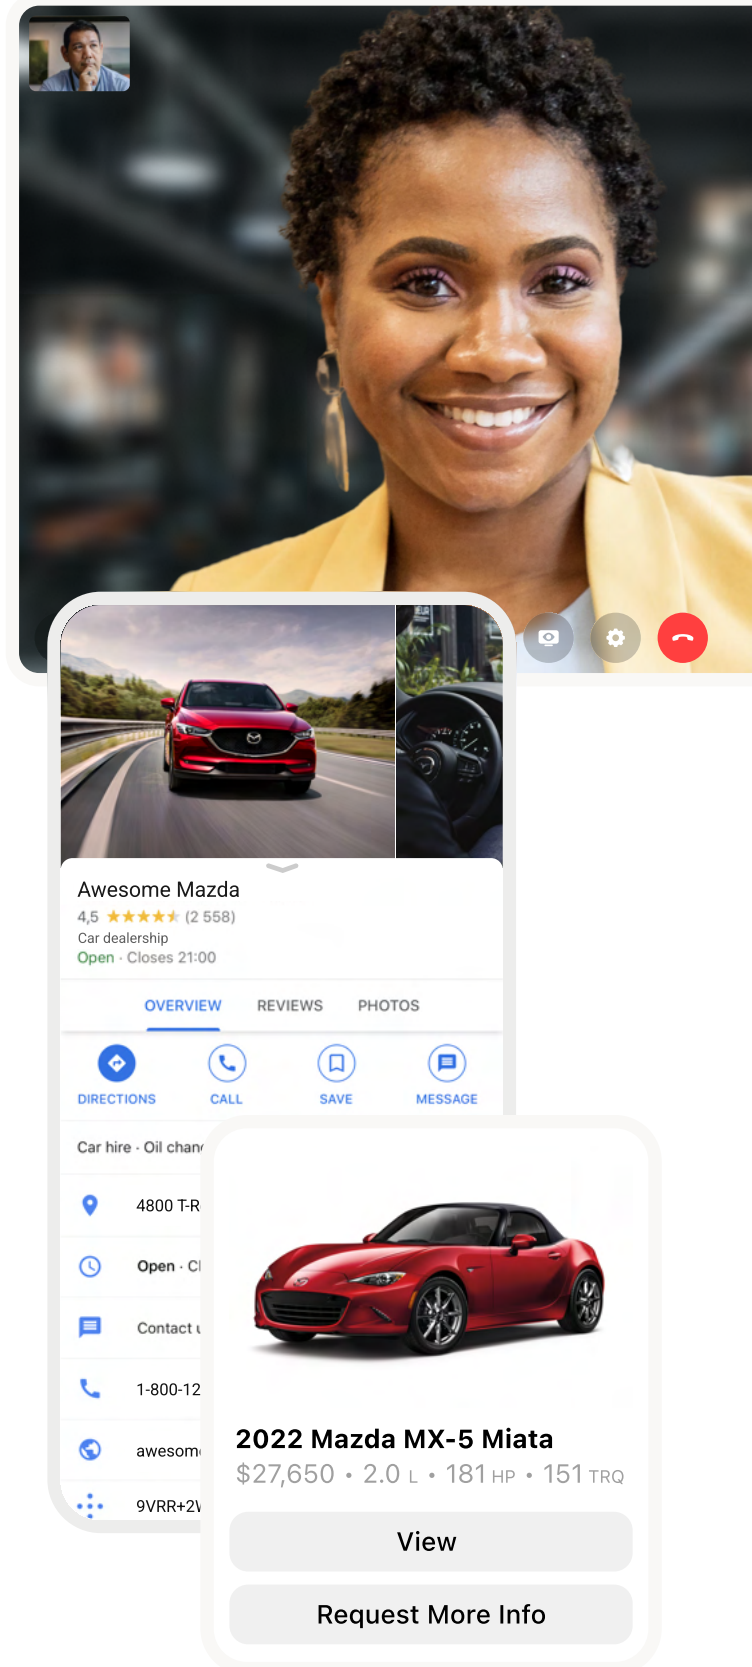 Awesome Mazda
4,5 (2 558)
Car dealership
Open · Closes 21:00
OVERVIEW REVIEWS PHOTOS
DIRECTIONS CALL SAVE MESSAGE
Car hire · Oil
4800
Open ·
Contact
1-800-12
9VRR+2
2022 Mazda MX-5 Miata
$27,650 • 2.0 L • 181 HP • 151 TRQ
View
Request More Info